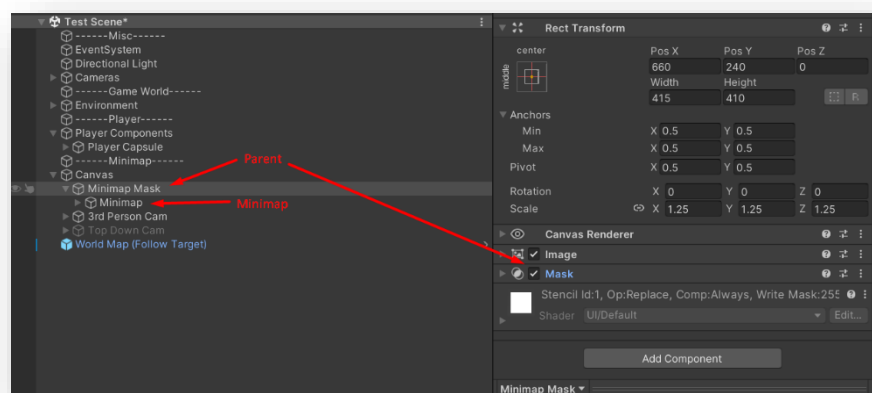 Test Scene*
------Misc------
EventSystem
Directional Light
Cameras
------Game World------
Environment
------Player------
Player Components
Player Capsule
------Minimap------
Canvas
Minimap Mask
Minimap
3rd Person Cam
Top Down Cam
World Map (Follow Target)
Parent
Minimap
Rect Transform
center
middle
Pos X Pos Y Pos Z
660 240 0
Width Height
415 410
R
Anchors
Min X 0.5 Y 0.5
Max X 0.5 Y 0.5
Pivot X 0.5 Y 0.5
Rotation X 0 Y 0 Z 0
Scale X 1.25 Y 1.25 Z 1.25
Canvas Renderer
Image
Mask
Stencil Id:1, Op:Replace, Comp:Always, Write Mask:255
Shader UI/Default Edit...
Add Component
Minimap Mask